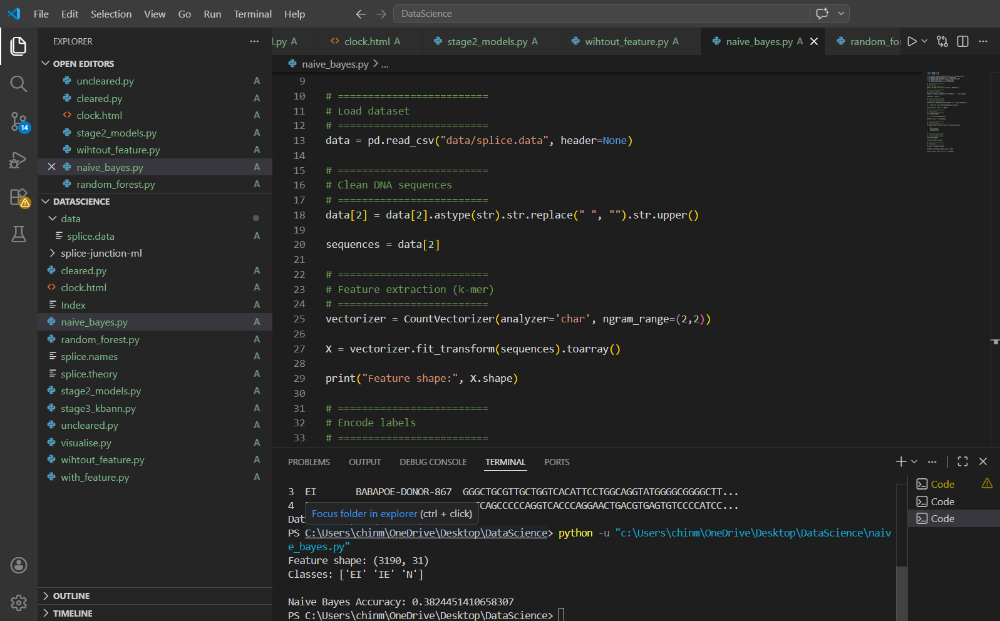 File Edit Selection View Go Run Terminal Help
DataScience
EXPLORER
OPEN EDITORS
uncleared.py A
cleared.py A
clock.html A
stage2_models.py A
wihtout_feature.py A
naive_bayes.py A
random_forest.py A
DATASCIENCE
data
splice.data A
splice-junction-ml
cleared.py A
clock.html A
Index A
naive_bayes.py A
random_forest.py A
splice.names A
splice.theory A
stage2_models.py A
stage3_kbann.py A
uncleared.py A
visualise.py A
wihtout_feature.py A
with_feature.py A
OUTLINE
TIMELINE
14
.py A clock.html A stage2_models.py A wihtout_feature.py A naive_bayes.py A random_fo
naive_bayes.py > ...
9
10 # =========================
11 # Load dataset
12 # =========================
13 data = pd.read_csv("data/splice.data", header=None)
14
15 # =========================
16 # Clean DNA sequences
17 # =========================
18 data[2] = data[2].astype(str).str.replace(" ", "").str.upper()
19
20 sequences = data[2]
21
22 # =========================
23 # Feature extraction (k-mer)
24 # =========================
25 vectorizer = CountVectorizer(analyzer='char', ngram_range=(2,2))
26
27 X = vectorizer.fit_transform(sequences).toarray()
28
29 print("Feature shape:", X.shape)
30
31 # =========================
32 # Encode labels
33 # =========================
PROBLEMS OUTPUT DEBUG CONSOLE TERMINAL PORTS
3 EI BABAPOE-DONOR-867 GGGCTGCGTTGCTGGTCACATTCCTGGCAGGTATGGGGCGGGGCTT...
4 CAGCCCCCAGGTCACCCAGGAACTGACGTGAGTGTCCCCATCC...
Dat
Focus folder in explorer (ctrl + click)
PS C:\Users\chinm\OneDrive\Desktop\DataScience> python -u "c:\Users\chinm\OneDrive\Desktop\DataScience\naiv
e_bayes.py"
Feature shape: (3190, 31)
Classes: ['EI' 'IE' 'N']
Naive Bayes Accuracy: 0.3824451410658307
PS C:\Users\chinm\OneDrive\Desktop\DataScience>
Code
Code
Code